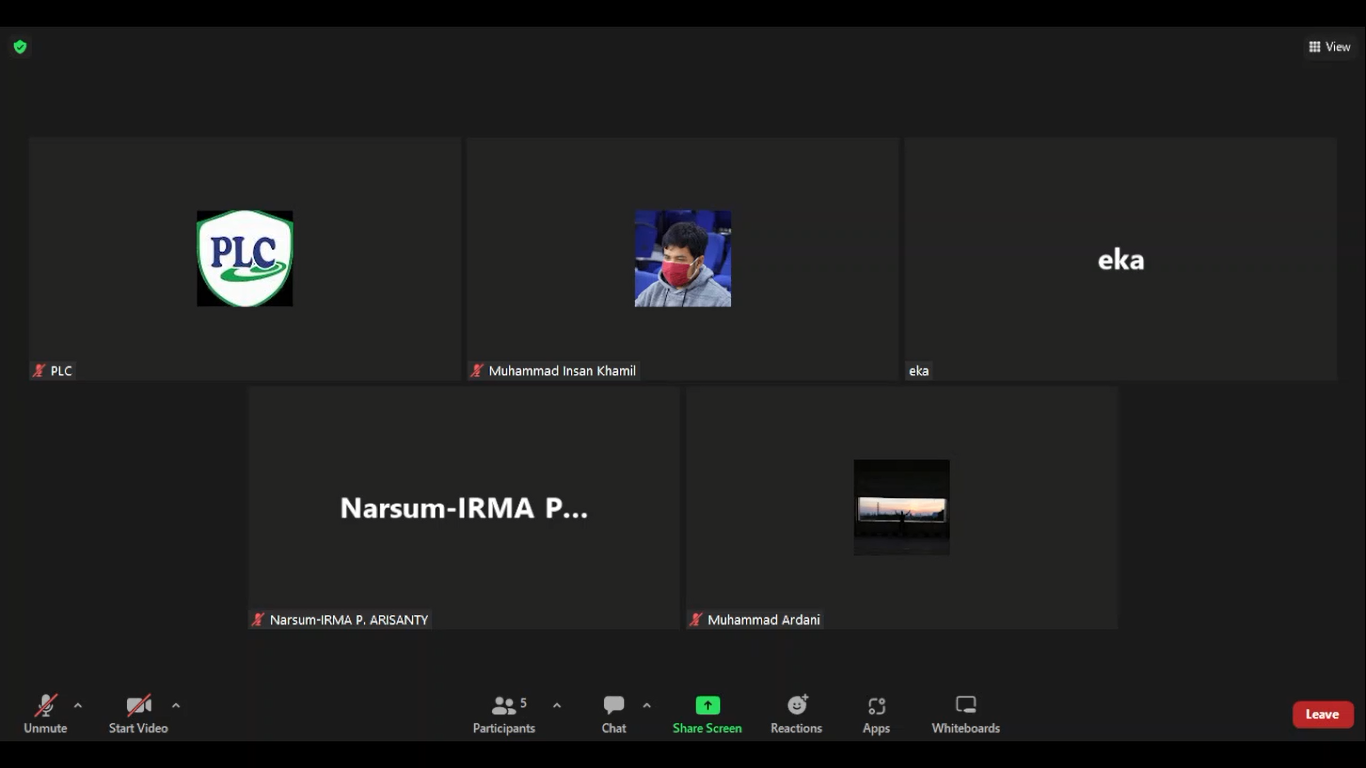 View
PLC
PLC
Muhammad Insan Khamil
eka
eka
Narsum-IRMA P...
Narsum-IRMA P. ARISANTY
Muhammad Ardani
Unmute
Start Video
5
Participants
Chat
Share Screen
Reactions
Apps
Whiteboards
Leave